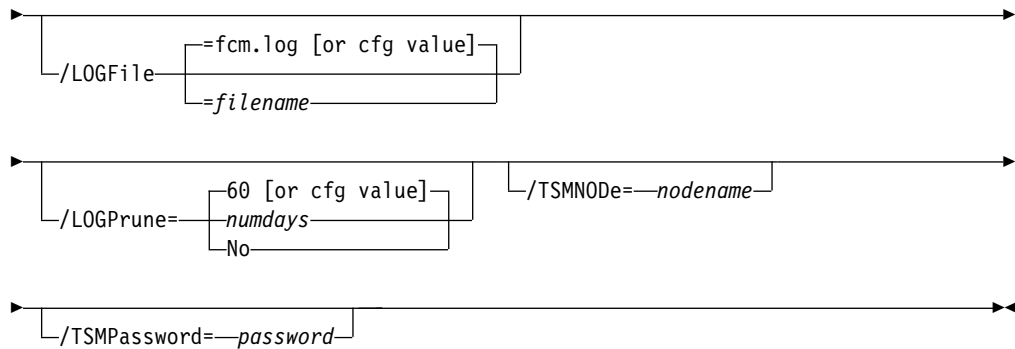 =fcm.log [or cfg value]
/LOGFile
=filename
60 [or cfg value]
/TSMNODe= nodename
/LOGPrune= numdays
No
/TSMPassword= password